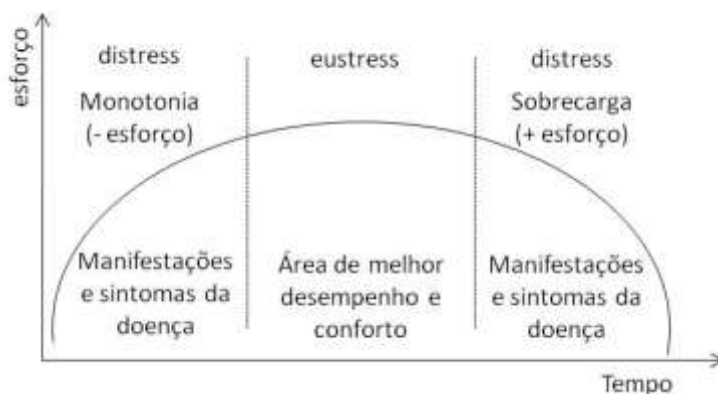 esforço
distress
Monotonia
(- esforço)
eustress
distress
Sobrecarga
(+ esforço)
Manifestações
e sintomas da
doença
Área de melhor
desempenho e
conforto
Manifestações
e sintomas da
doença
Tempo